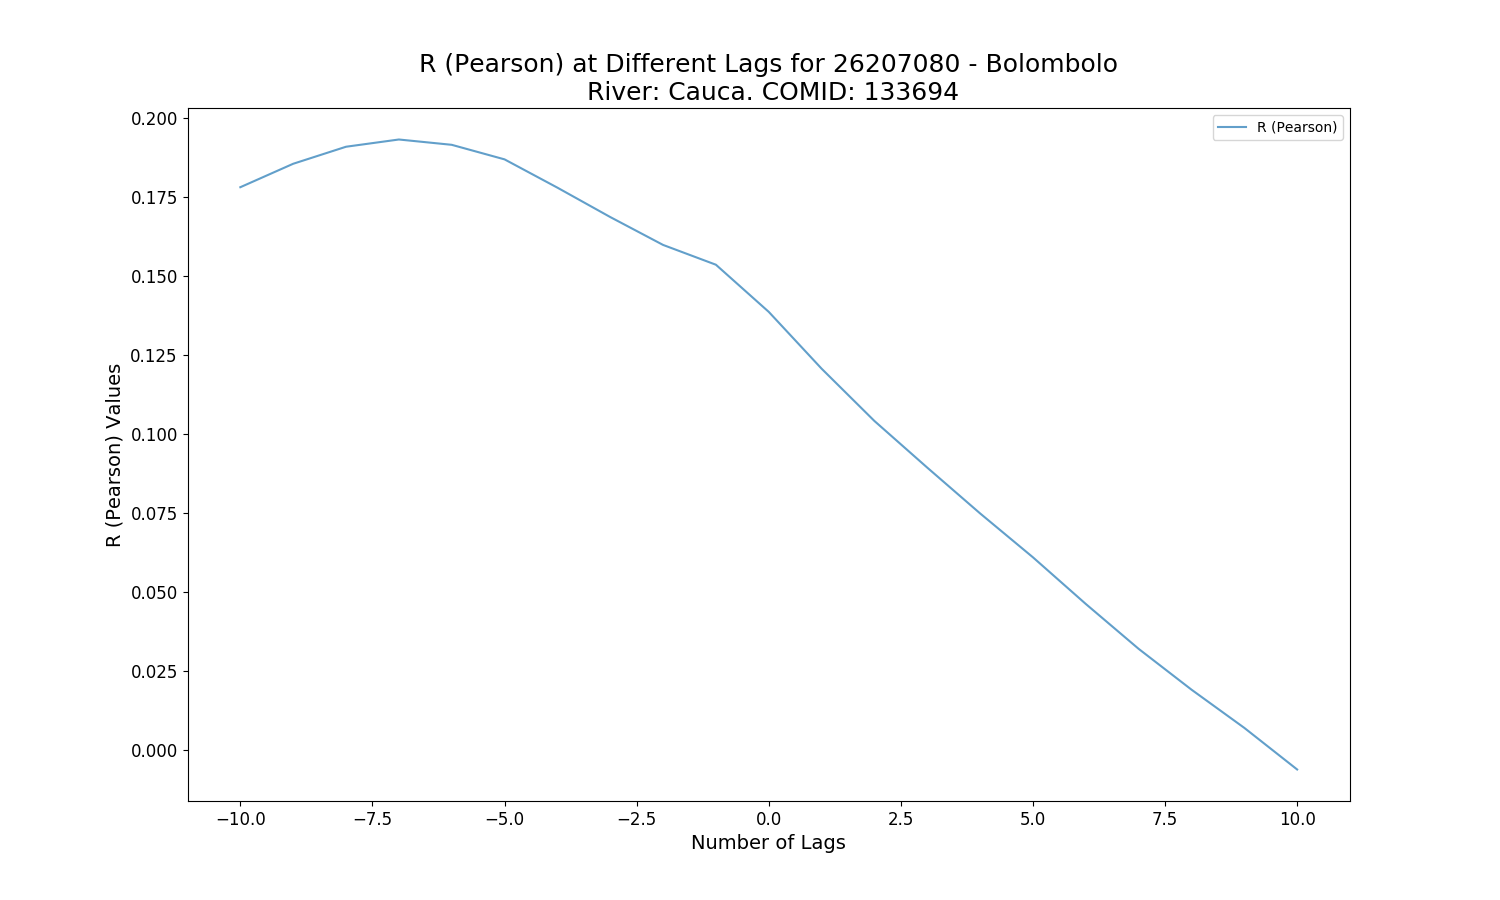 R (Pearson) at Different Lags for 26207080 - Bolombolo
River: Cauca. COMID: 133694
R (Pearson)
0.200
0.175
0.150
0.125
0.100
0.075
0.050
0.025
0.000
R (Pearson) Values
−10.0 −7.5 −5.0 −2.5 0.0 2.5 5.0 7.5 10.0
Number of Lags